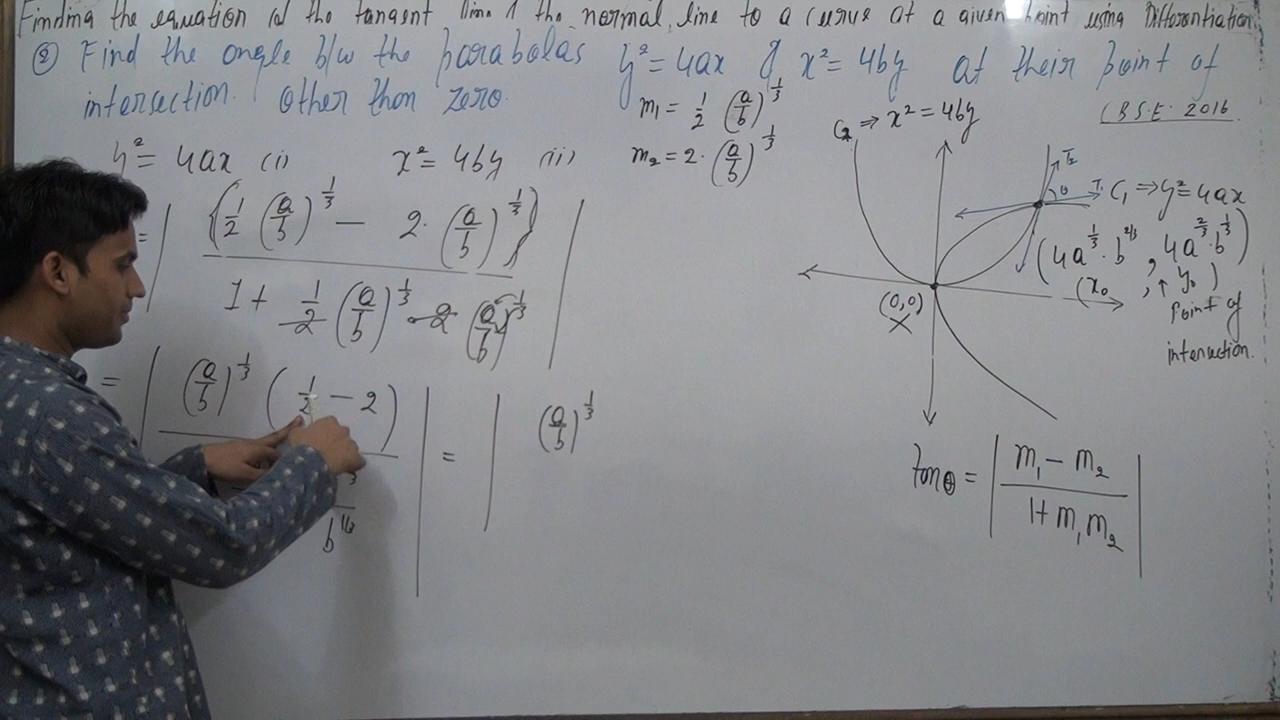 Finding the equation of the tangent line & the normal line to a curve at a given point using Differentiation
② Find the angle b/w the parabolas y² = 4ax & x² = 4by at their point of
intersection. Other than zero.
CBSE 2016
m₁ = 1/2 (a/b)^1/3
m₂ = 2·(a/b)^1/3
y² = 4ax (i) x² = 4by (ii)
= | {1/2 (a/b)^1/3 − 2·(a/b)^1/3} / 1 + 1/2 (a/b)^1/3 · 2 (a/b)^1/3 |
= | (a/b)^1/3 (1/2 − 2) | = | (a/b)^1/3
C₂ ⇒ x² = 4by
T₂
θ
T₁
C₁ ⇒ y² = 4ax
(4a^1/3·b^2/3, 4a^2/3·b^1/3)
(x₀, y₀)
↑
Point of
intersection.
(0,0)
×
tanθ = | m₁ − m₂ / 1 + m₁m₂ |